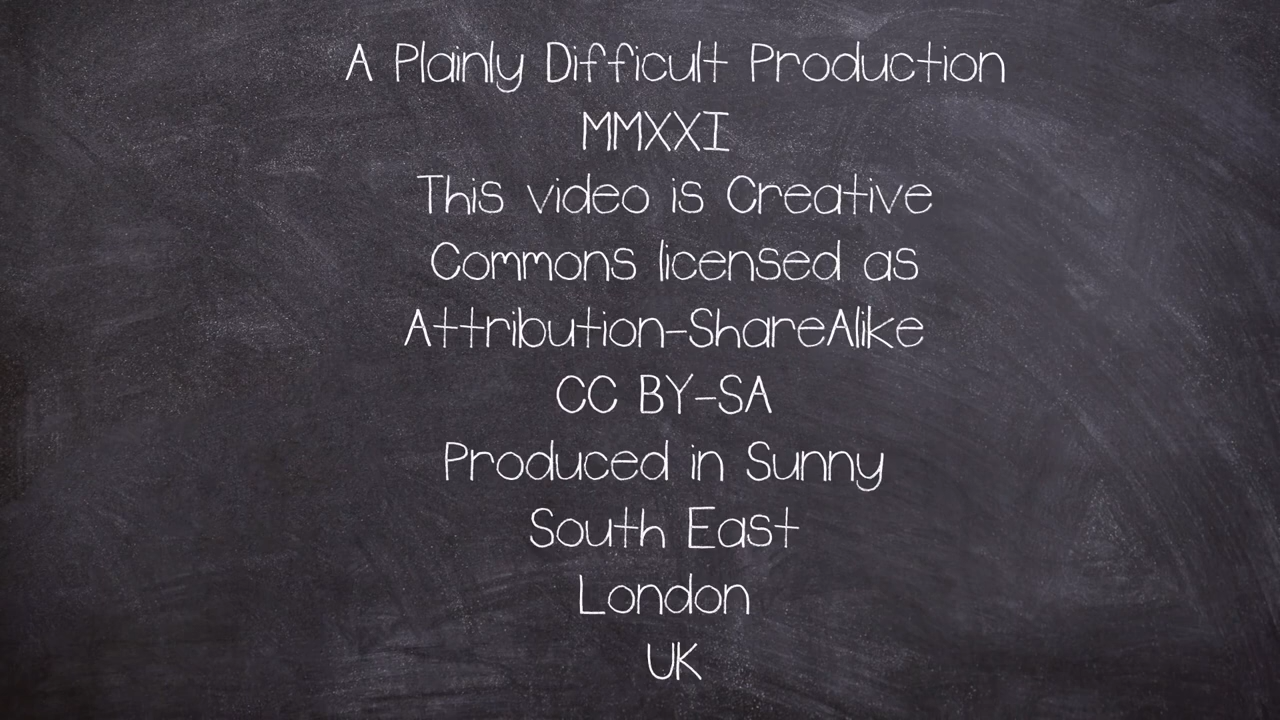 A Plainly Difficult Production
MMXXI
This video is Creative
Commons licensed as
Attribution-ShareAlike
CC BY-SA
Produced in Sunny
South East
London
UK